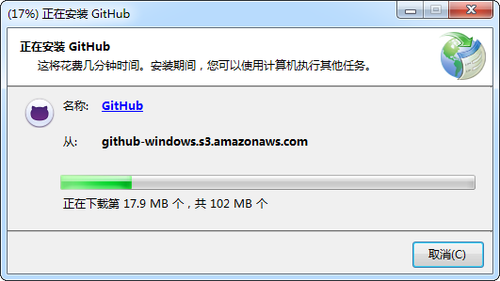 (17%) 正在安装 GitHub
正在安装 GitHub
这将花费几分钟时间。安装期间，您可以使用计算机执行其他任务。
名称: GitHub
从: github-windows.s3.amazonaws.com
正在下载第 17.9 MB 个，共 102 MB 个
取消(C)